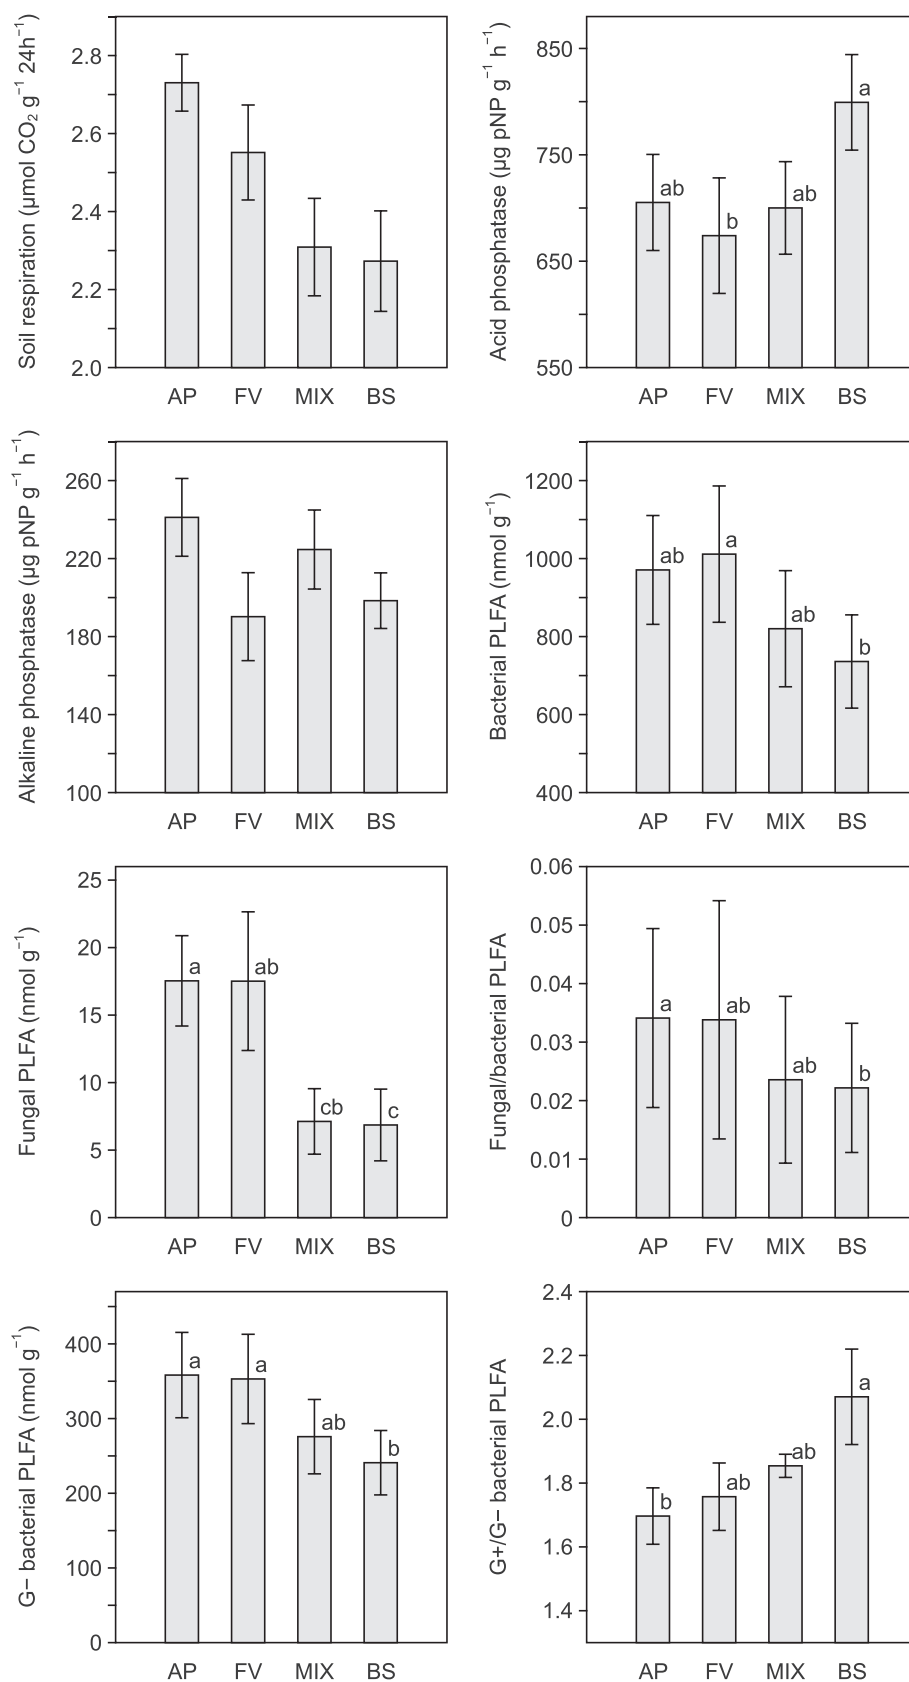 Soil respiration (μmol CO₂ g⁻¹ 24h⁻¹)
2.8
2.6
2.4
2.2
2.0
AP FV MIX BS
Acid phosphatase (μg pNP g⁻¹ h⁻¹)
850
750
650
550
ab
b
ab
a
AP FV MIX BS
Alkaline phosphatase (μg pNP g⁻¹ h⁻¹)
260
220
180
140
100
AP FV MIX BS
Bacterial PLFA (nmol g⁻¹)
1200
1000
800
600
400
ab
a
ab
b
AP FV MIX BS
Fungal PLFA (nmol g⁻¹)
25
20
15
10
5
0
a
ab
cb
c
AP FV MIX BS
Fungal/bacterial PLFA
0.06
0.05
0.04
0.03
0.02
0.01
0
a
ab
ab
b
AP FV MIX BS
G− bacterial PLFA (nmol g⁻¹)
400
300
200
100
0
a
a
ab
b
AP FV MIX BS
G+/G− bacterial PLFA
2.4
2.2
2.0
1.8
1.6
1.4
b
ab
ab
a
AP FV MIX BS